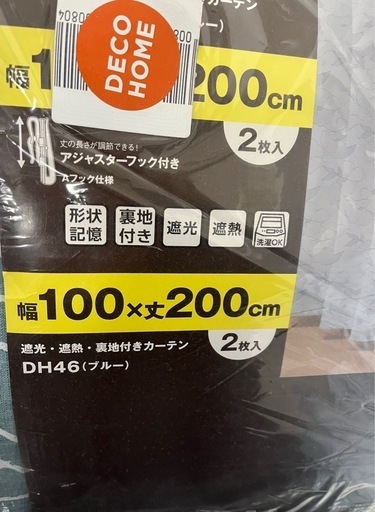 カーテン
ルー)
DECO
HOME
幅1
200cm
2枚入
丈の長さが調節できる!
アジャスターフック付き
Aフック仕様
形状
記憶
裏地
付き
遮光
遮熱
洗濯OK
幅100×丈200cm
2枚入
遮光・遮熱・裏地付きカーテン
DH46(ブルー)